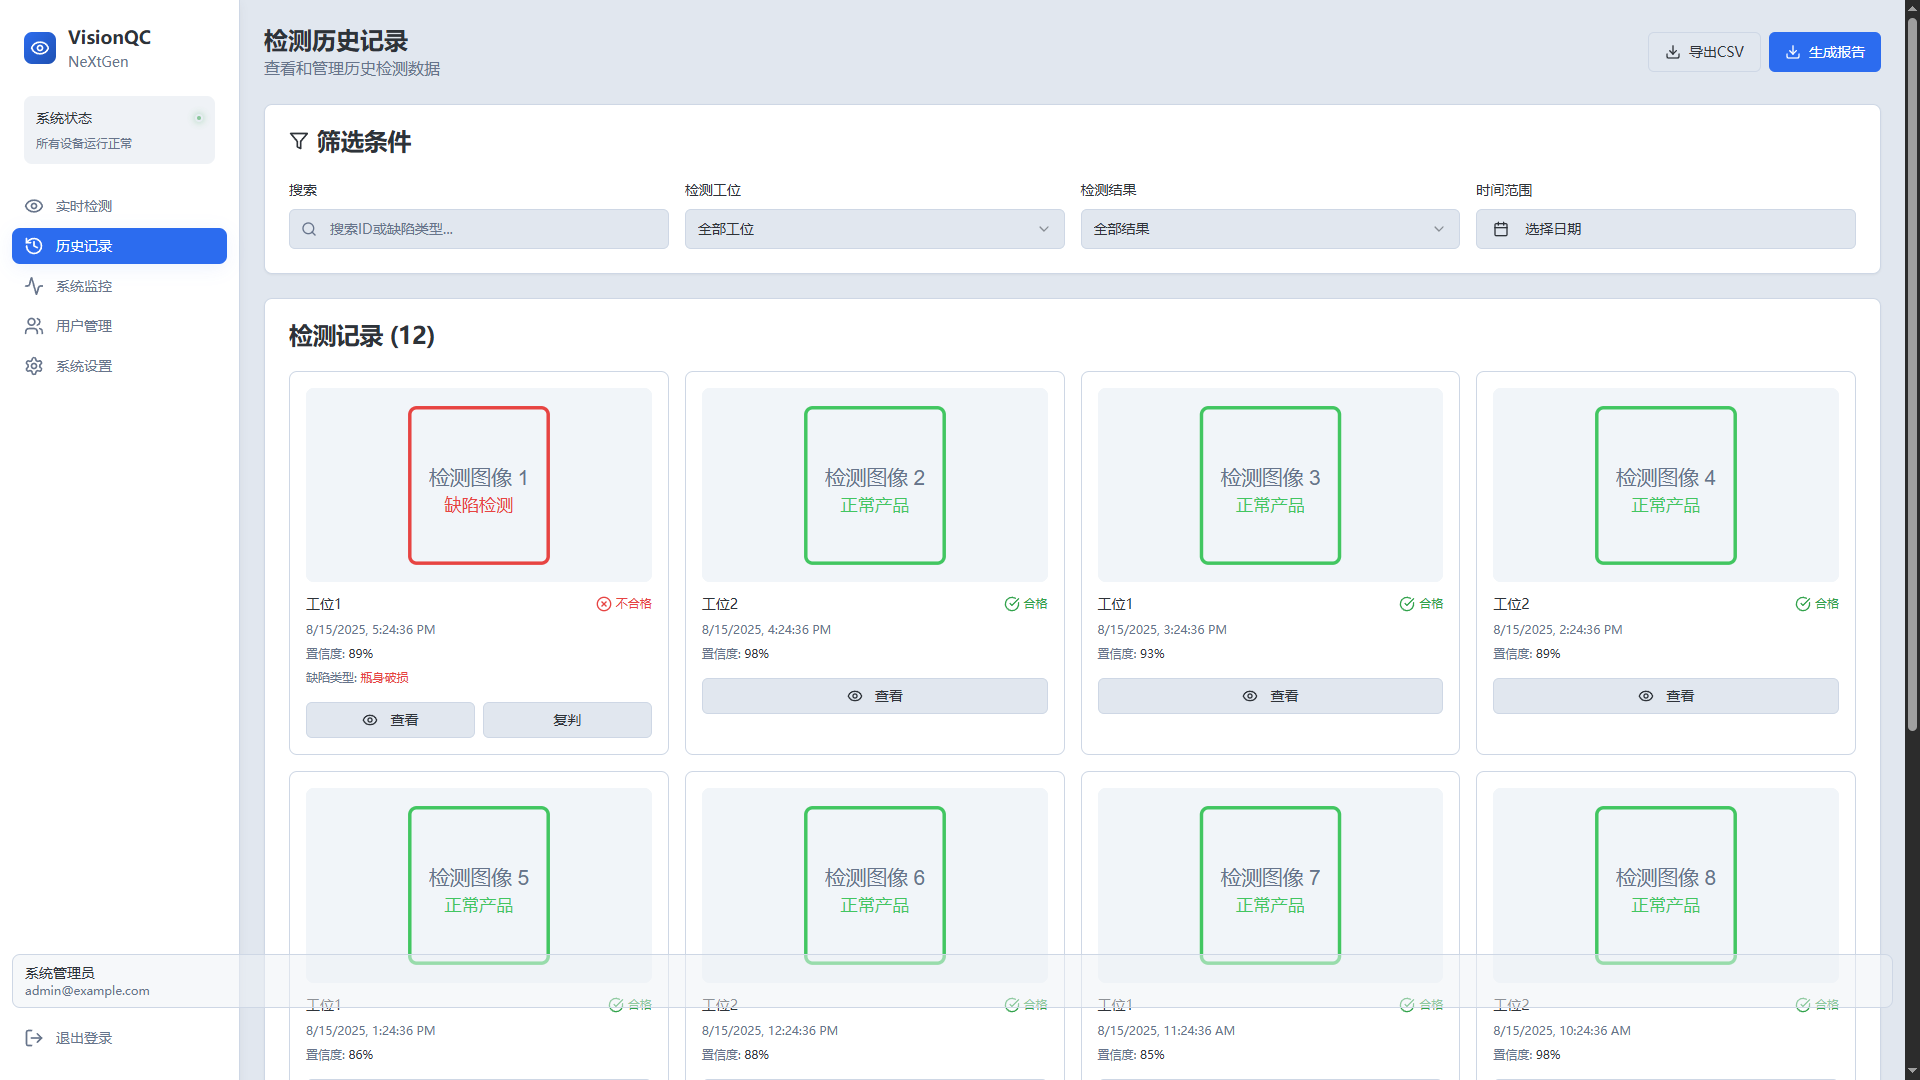 VisionQC
NeXtGen
系统状态
所有设备运行正常
实时检测
历史记录
系统监控
用户管理
系统设置
系统管理员
admin@example.com
退出登录
检测历史记录
查看和管理历史检测数据
导出CSV
生成报告
筛选条件
搜索
搜索ID或缺陷类型...
检测工位
全部工位
检测结果
全部结果
时间范围
选择日期
检测记录 (12)
检测图像 1
缺陷检测
工位1
不合格
8/15/2025, 5:24:36 PM
置信度: 89%
缺陷类型: 瓶身破损
查看
复判
检测图像 2
正常产品
工位2
合格
8/15/2025, 4:24:36 PM
置信度: 98%
查看
检测图像 3
正常产品
工位1
合格
8/15/2025, 3:24:36 PM
置信度: 93%
查看
检测图像 4
正常产品
工位2
合格
8/15/2025, 2:24:36 PM
置信度: 89%
查看
检测图像 5
正常产品
工位1
合格
8/15/2025, 1:24:36 PM
置信度: 86%
检测图像 6
正常产品
工位2
合格
8/15/2025, 12:24:36 PM
置信度: 88%
检测图像 7
正常产品
工位1
合格
8/15/2025, 11:24:36 AM
置信度: 85%
检测图像 8
正常产品
工位2
合格
8/15/2025, 10:24:36 AM
置信度: 98%